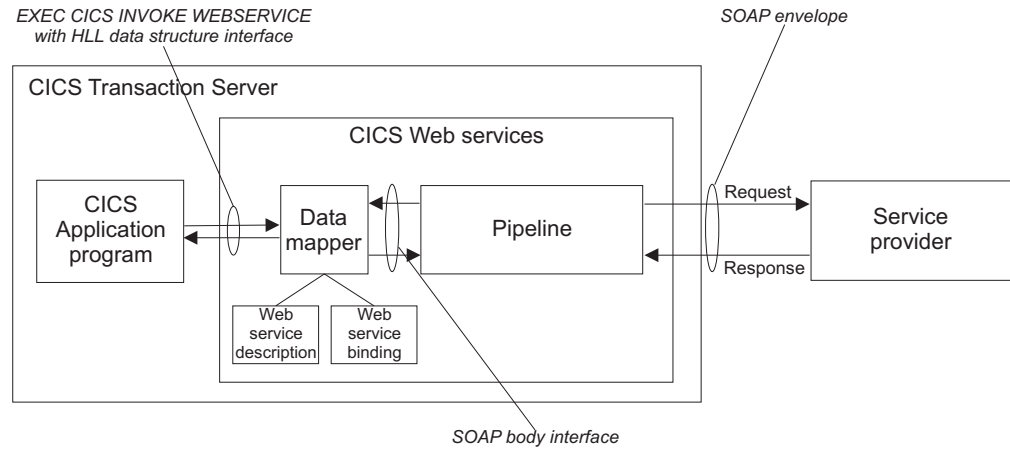 EXEC CICS INVOKE WEBSERVICE
with HLL data structure interface
SOAP envelope
CICS Transaction Server
CICS Web services
CICS
Application
program
Data
mapper
Pipeline
Request
Response
Service
provider
Web
service
description
Web
service
binding
SOAP body interface